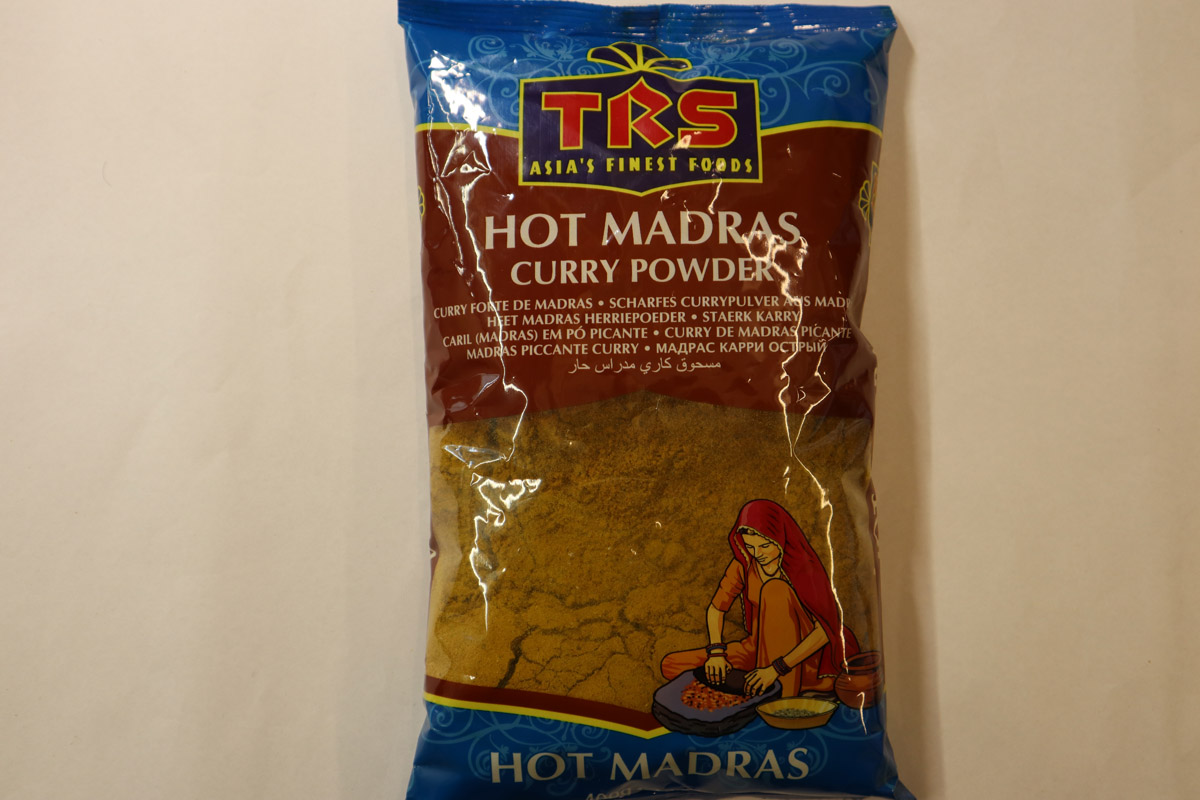 TRS
ASIA'S FINEST FOODS
HOT MADRAS
CURRY POWDER
CURRY FORTE DE MADRAS • SCHARFES CURRYPULVER AUS MADR
HEET MADRAS HERRIEPOEDER • STAERK KARRY
CARIL (MADRAS) EM PÓ PICANTE • CURRY DE MADRAS PICANTE
MADRAS PICCANTE CURRY • МАДРАС КАРРИ ОСТРЫЙ
مسحوق كاري مدراس حار
HOT MADRAS